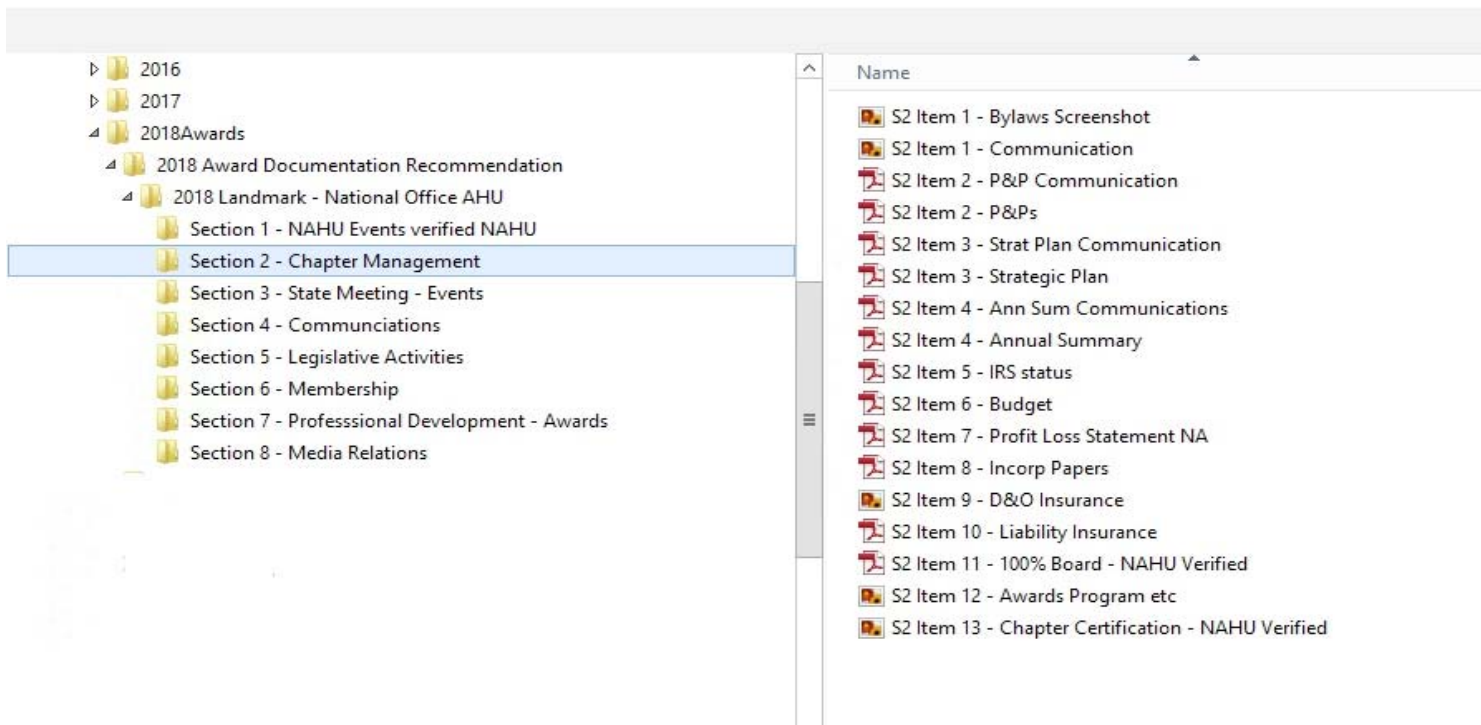 2016
2017
2018Awards
2018 Award Documentation Recommendation
2018 Landmark - National Office AHU
Section 1 - NAHU Events verified NAHU
Section 2 - Chapter Management
Section 3 - State Meeting - Events
Section 4 - Communciations
Section 5 - Legislative Activities
Section 6 - Membership
Section 7 - Professsional Development - Awards
Section 8 - Media Relations
Name
S2 Item 1 - Bylaws Screenshot
S2 Item 1 - Communication
S2 Item 2 - P&P Communication
S2 Item 2 - P&Ps
S2 Item 3 - Strat Plan Communication
S2 Item 3 - Strategic Plan
S2 Item 4 - Ann Sum Communications
S2 Item 4 - Annual Summary
S2 Item 5 - IRS status
S2 Item 6 - Budget
S2 Item 7 - Profit Loss Statement NA
S2 Item 8 - Incorp Papers
S2 Item 9 - D&O Insurance
S2 Item 10 - Liability Insurance
S2 Item 11 - 100% Board - NAHU Verified
S2 Item 12 - Awards Program etc
S2 Item 13 - Chapter Certification - NAHU Verified